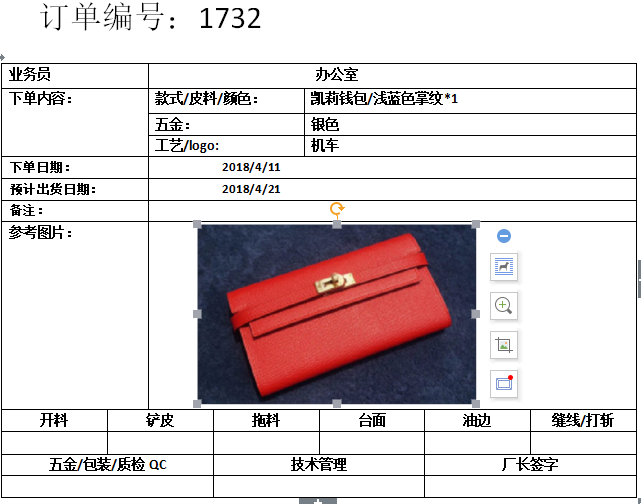 订单编号：1732
业务员 办公室
下单内容： 款式/皮料/颜色： 凯莉钱包/浅蓝色掌纹*1
五金： 银色
工艺/logo: 机车
下单日期： 2018/4/11
预计出货日期： 2018/4/21
备注：
参考图片：
开料 铲皮 拖料 台面 油边 缝线/打斩
五金/包装/质检 QC 技术管理 厂长签字